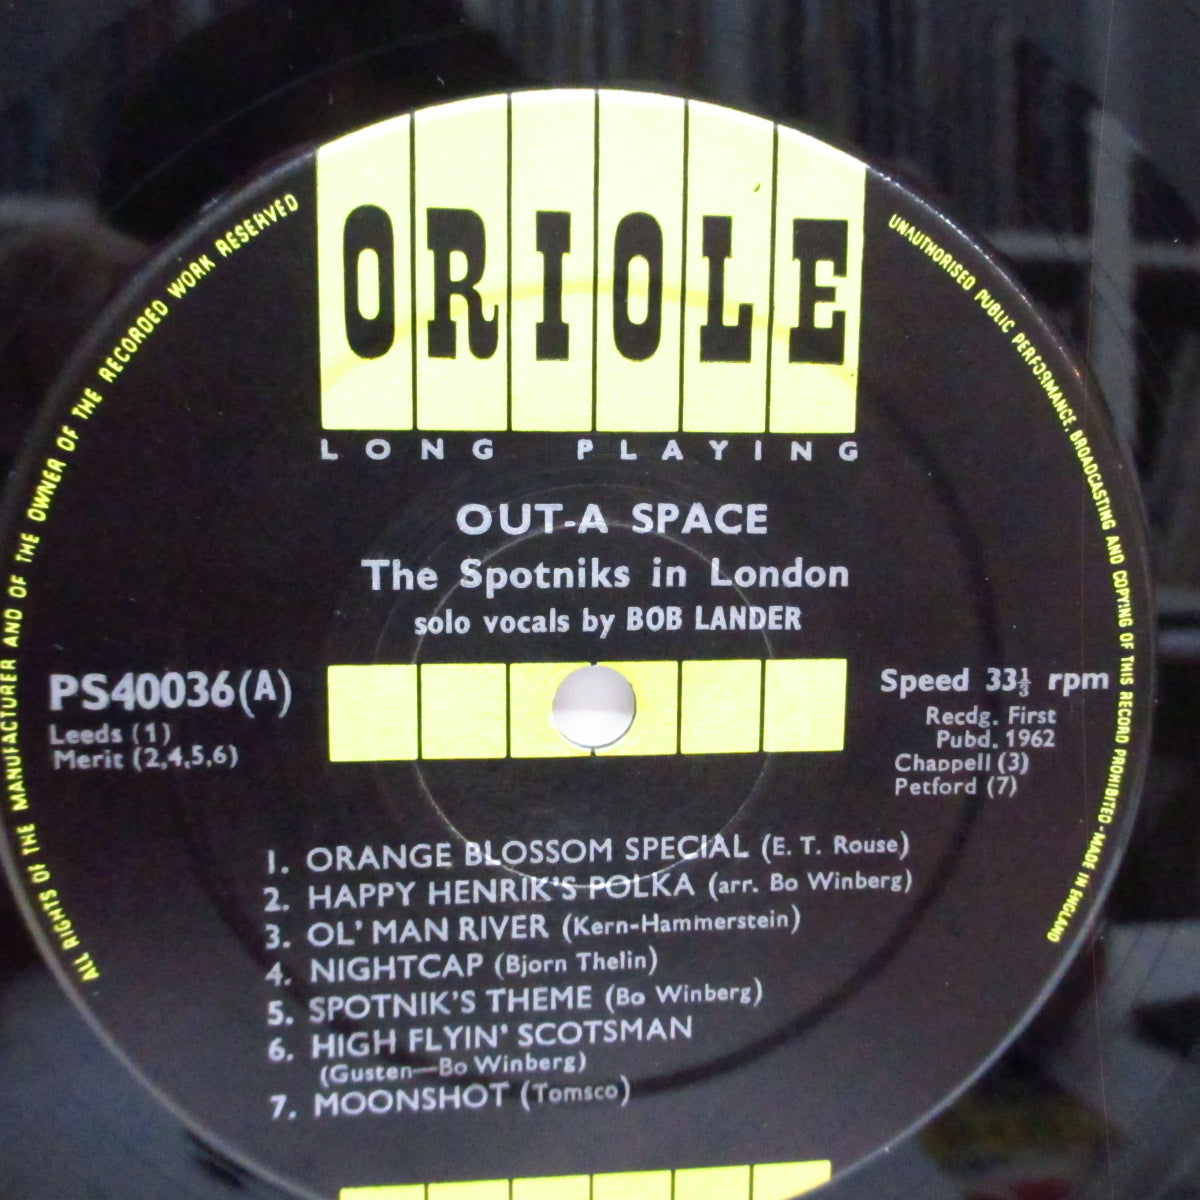 ORIOLE
LONG PLAYING
OUT-A SPACE
The Spotniks in London
solo vocals by BOB LANDER
PS40036(A)
Leeds (1)
Merit (2,4,5,6)
Speed 33⅓ rpm
Recdg. First
Pubd. 1962
Chappell (3)
Petford (7)
1. ORANGE BLOSSOM SPECIAL (E. T. Rouse)
2. HAPPY HENRIK'S POLKA (arr. Bo Winberg)
3. OL' MAN RIVER (Kern-Hammerstein)
4. NIGHTCAP (Bjorn Thelin)
5. SPOTNIK'S THEME (Bo Winberg)
6. HIGH FLYIN' SCOTSMAN
(Gusten—Bo Winberg)
7. MOONSHOT (Tomsco)
ALL RIGHTS OF THE MANUFACTURER AND OF THE OWNER OF THE RECORDED WORK RESERVED
UNAUTHORISED PUBLIC PERFORMANCE, BROADCASTING AND COPYING OF THIS RECORD PROHIBITED-MADE IN ENGLAND